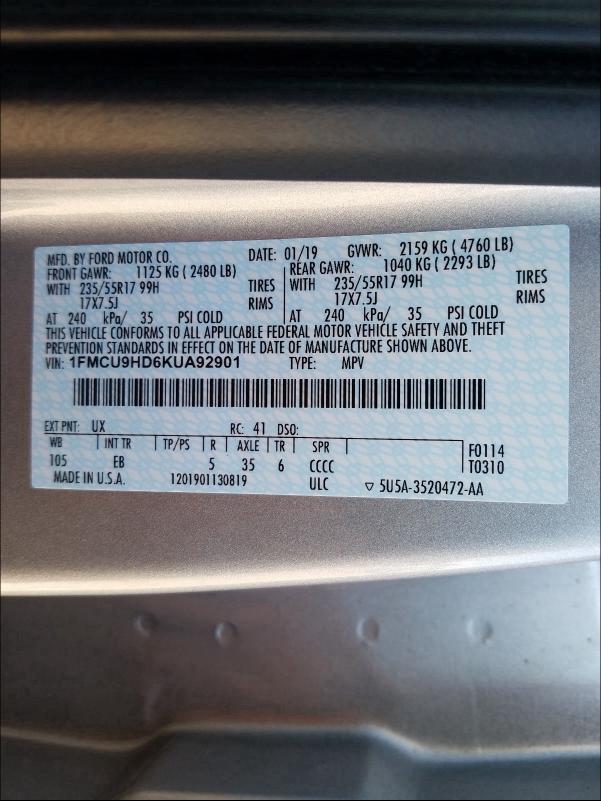 MFD. BY FORD MOTOR CO. DATE: 01/19 GVWR: 2159 KG ( 4760 LB)
FRONT GAWR: 1125 KG ( 2480 LB) REAR GAWR: 1040 KG ( 2293 LB)
WITH 235/55R17 99H TIRES WITH 235/55R17 99H TIRES
17X7.5J RIMS 17X7.5J RIMS
AT 240 kPa/ 35 PSI COLD AT 240 kPa/ 35 PSI COLD
THIS VEHICLE CONFORMS TO ALL APPLICABLE FEDERAL MOTOR VEHICLE SAFETY AND THEFT
PREVENTION STANDARDS IN EFFECT ON THE DATE OF MANUFACTURE SHOWN ABOVE.
VIN: 1FMCU9HD6KUA92901 TYPE: MPV
EXT PNT: UX RC: 41 DSO:
WB INT TR TP/PS R AXLE TR SPR F0114
105 EB 5 35 6 CCCC T0310
MADE IN U.S.A. 1201901130819 ULC ▽ 5U5A-3520472-AA